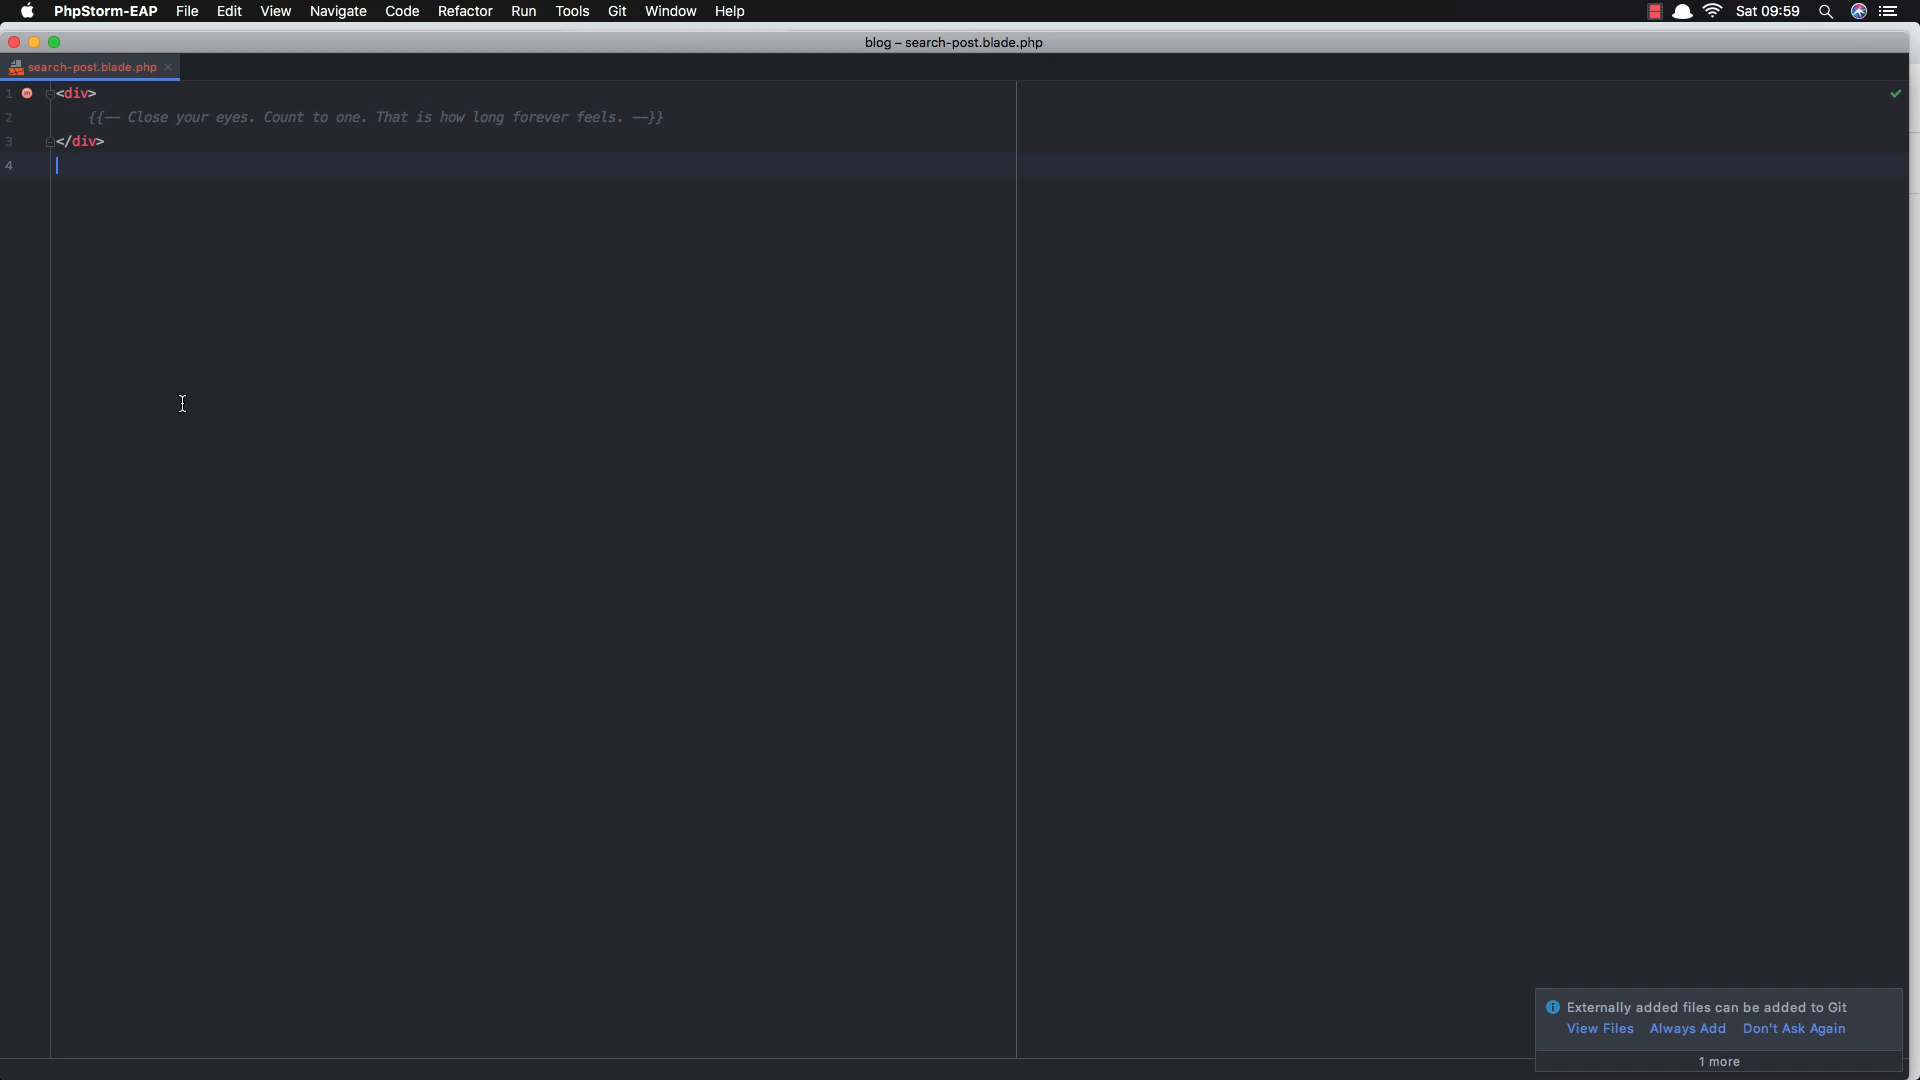 PhpStorm-EAP File Edit View Navigate Code Refactor Run Tools Git Window Help Sat 09:59
blog – search-post.blade.php
search-post.blade.php
1 <div>
2 {{-- Close your eyes. Count to one. That is how long forever feels. --}}
3 </div>
4
Externally added files can be added to Git
View Files Always Add Don't Ask Again
1 more